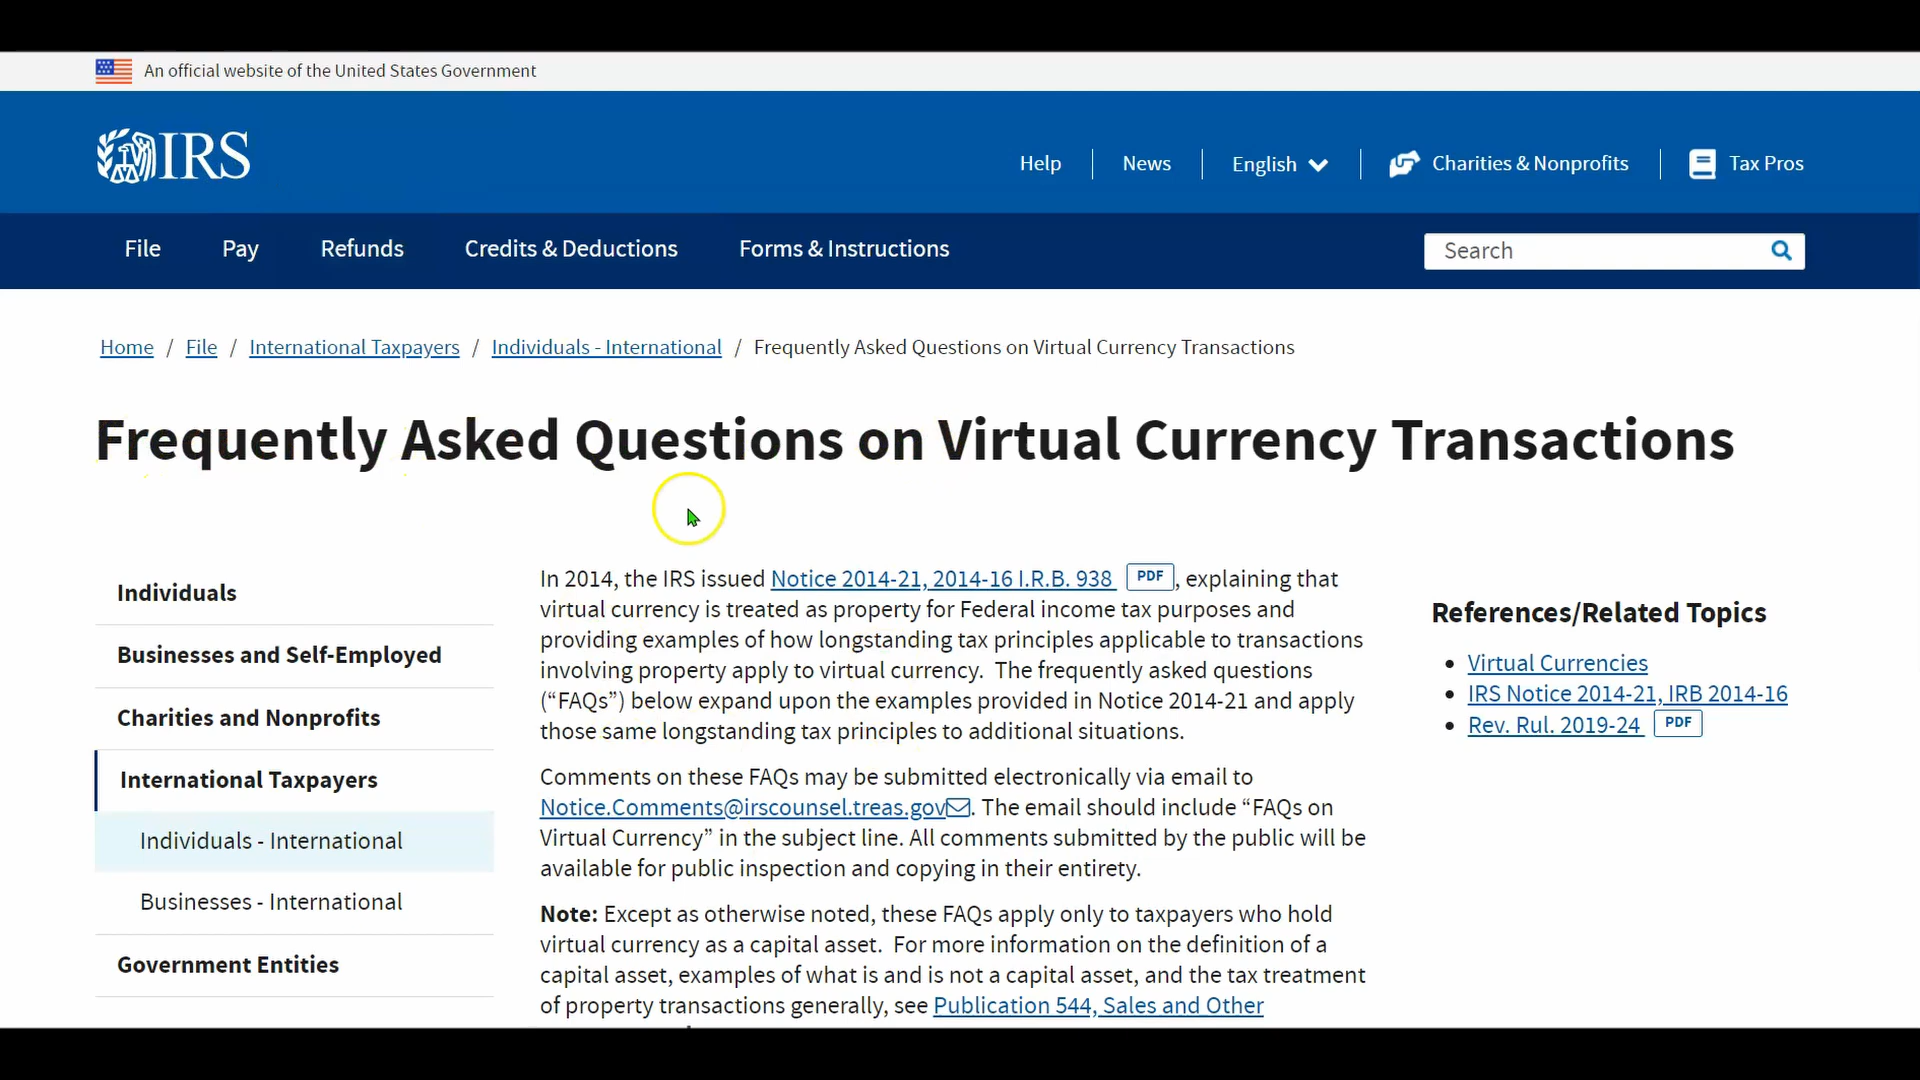 An official website of the United States Government
IRS
Help
News
English
Charities & Nonprofits
Tax Pros
File
Pay
Refunds
Credits & Deductions
Forms & Instructions
Search
Home / File / International Taxpayers / Individuals - International / Frequently Asked Questions on Virtual Currency Transactions
Frequently Asked Questions on Virtual Currency Transactions
Individuals
Businesses and Self-Employed
Charities and Nonprofits
International Taxpayers
Individuals - International
Businesses - International
Government Entities
In 2014, the IRS issued Notice 2014-21, 2014-16 I.R.B. 938 PDF, explaining that
virtual currency is treated as property for Federal income tax purposes and
providing examples of how longstanding tax principles applicable to transactions
involving property apply to virtual currency. The frequently asked questions
(“FAQs”) below expand upon the examples provided in Notice 2014-21 and apply
those same longstanding tax principles to additional situations.
Comments on these FAQs may be submitted electronically via email to
Notice.Comments@irscounsel.treas.gov. The email should include “FAQs on
Virtual Currency” in the subject line. All comments submitted by the public will be
available for public inspection and copying in their entirety.
Note: Except as otherwise noted, these FAQs apply only to taxpayers who hold
virtual currency as a capital asset. For more information on the definition of a
capital asset, examples of what is and is not a capital asset, and the tax treatment
of property transactions generally, see Publication 544, Sales and Other
References/Related Topics
Virtual Currencies
IRS Notice 2014-21, IRB 2014-16
Rev. Rul. 2019-24 PDF